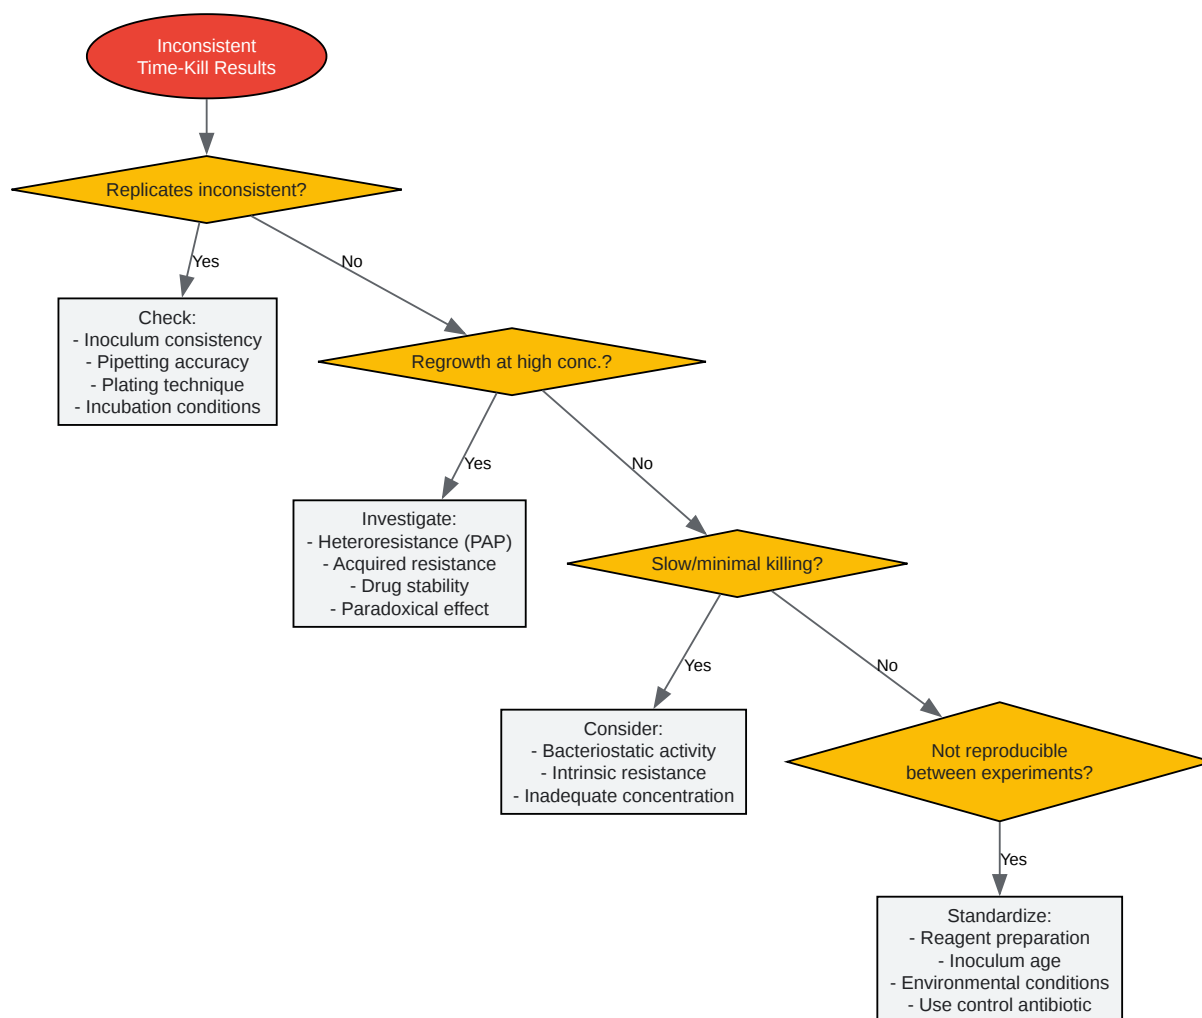 Inconsistent
Time-Kill Results
Replicates inconsistent?
Yes
No
Check:
- Inoculum consistency
- Pipetting accuracy
- Plating technique
- Incubation conditions
Regrowth at high conc.?
Yes
No
Investigate:
- Heteroresistance (PAP)
- Acquired resistance
- Drug stability
- Paradoxical effect
Slow/minimal killing?
Yes
No
Consider:
- Bacteriostatic activity
- Intrinsic resistance
- Inadequate concentration
Not reproducible
between experiments?
Yes
Standardize:
- Reagent preparation
- Inoculum age
- Environmental conditions
- Use control antibiotic